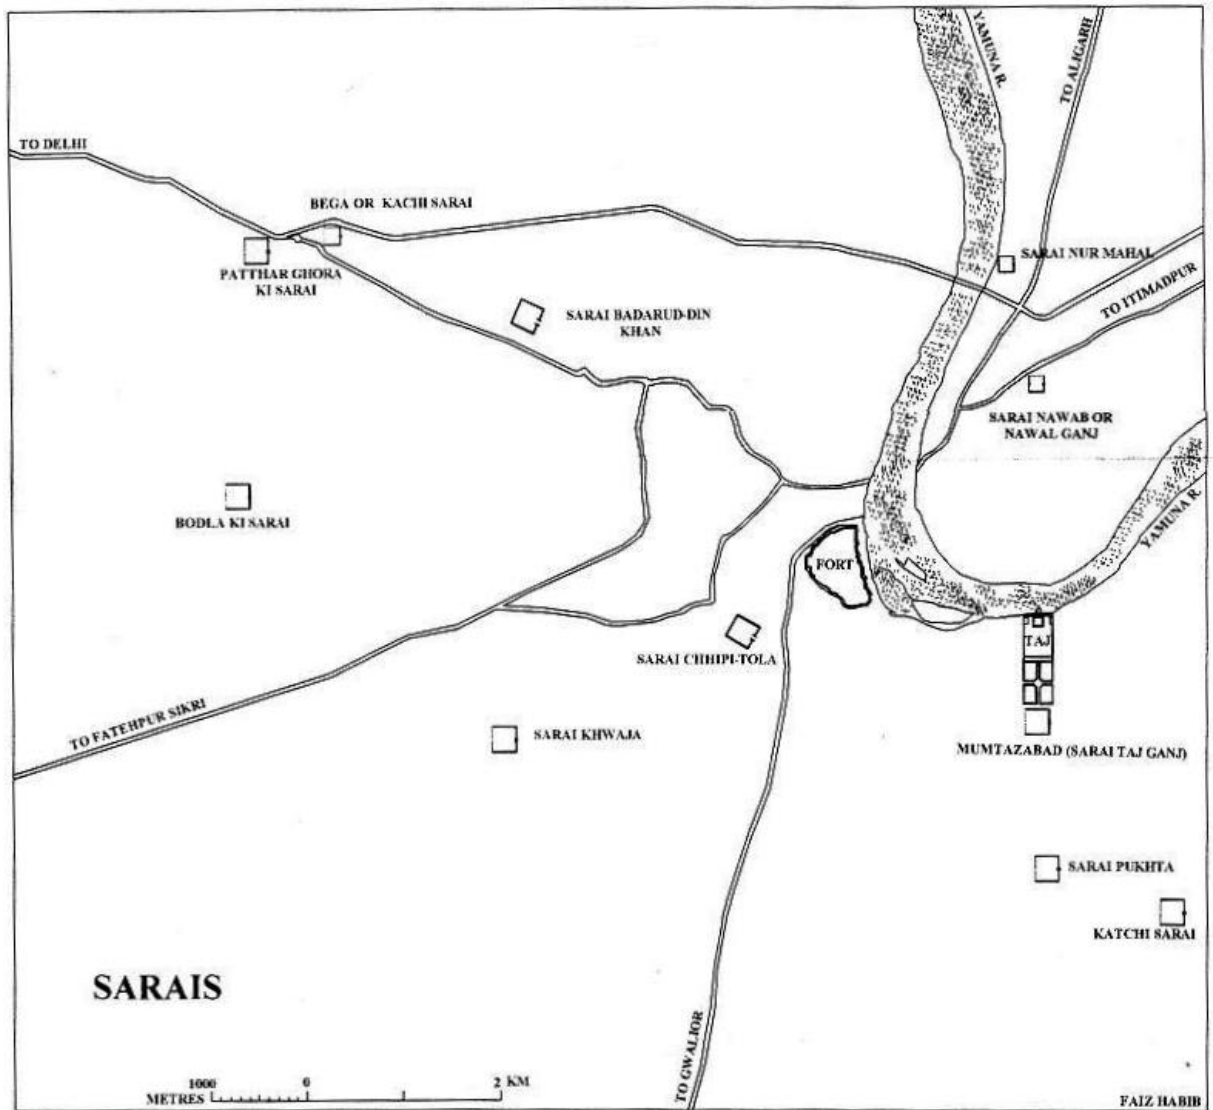 YAMUNA R.
TO ALIGARH
TO DELHI
BEGA OR KACHI SARAI
SARAI NUR MAHAL
PATTHAR GHORA
KI SARAI
TO ITIMADPUR
SARAI BADARUD-DIN
KHAN
SARAI NAWAB OR
NAWAL GANJ
BODLA KI SARAI
YAMUNA R.
FORT
TAJ
SARAI CHHIPI-TOLA
TO FATEHPUR SIKRI
SARAI KHWAJA
MUMTAZABAD (SARAI TAJ GANJ)
SARAI PUKHTA
KATCHI SARAI
SARAIS
TO GWALIOR
1000 0 2 KM
METRES
FAIZ HABIB